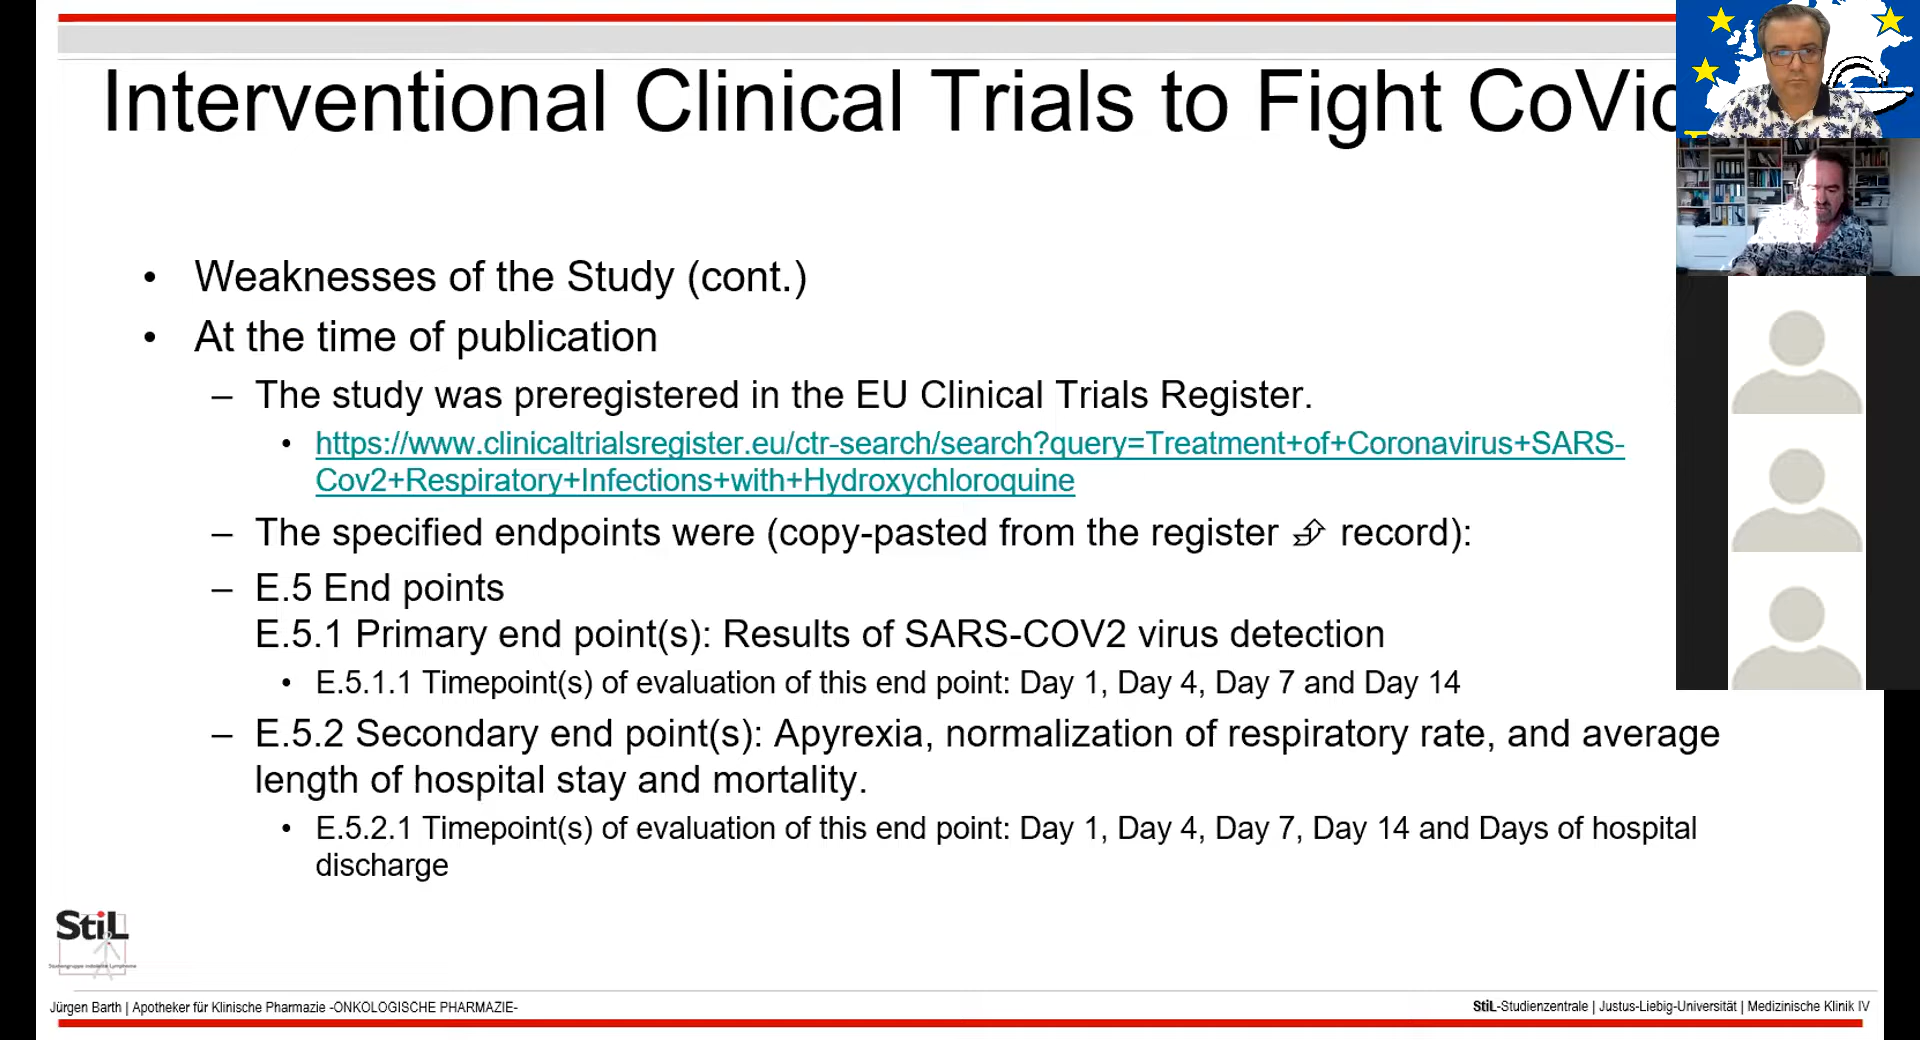 Interventional Clinical Trials to Fight CoVid
• Weaknesses of the Study (cont.)
• At the time of publication
– The study was preregistered in the EU Clinical Trials Register.
• https://www.clinicaltrialsregister.eu/ctr-search/search?query=Treatment+of+Coronavirus+SARS-
Cov2+Respiratory+Infections+with+Hydroxychloroquine
– The specified endpoints were (copy-pasted from the register record):
– E.5 End points
E.5.1 Primary end point(s): Results of SARS-COV2 virus detection
• E.5.1.1 Timepoint(s) of evaluation of this end point: Day 1, Day 4, Day 7 and Day 14
– E.5.2 Secondary end point(s): Apyrexia, normalization of respiratory rate, and average
length of hospital stay and mortality.
• E.5.2.1 Timepoint(s) of evaluation of this end point: Day 1, Day 4, Day 7, Day 14 and Days of hospital
discharge
StiL
Studiengruppe indolente Lymphome
Jürgen Barth | Apotheker für Klinische Pharmazie -ONKOLOGISCHE PHARMAZIE-
StiL-Studienzentrale | Justus-Liebig-Universität | Medizinische Klinik IV